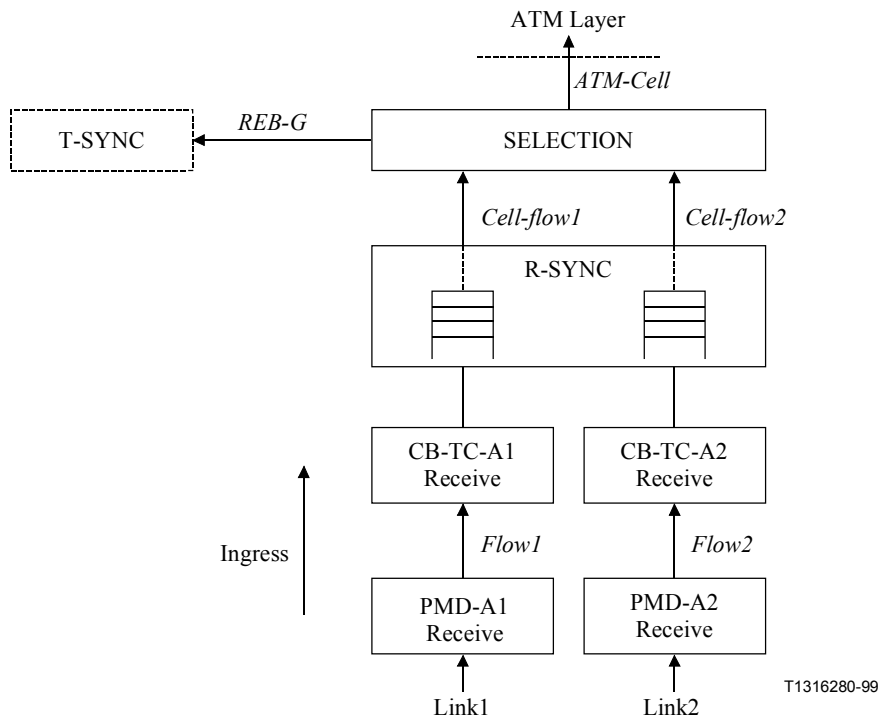 ATM Layer
ATM-Cell
T-SYNC
REB-G
SELECTION
Cell-flow1
Cell-flow2
R-SYNC
CB-TC-A1
Receive
CB-TC-A2
Receive
Ingress
Flow1
Flow2
PMD-A1
Receive
PMD-A2
Receive
Link1
Link2
T1316280-99